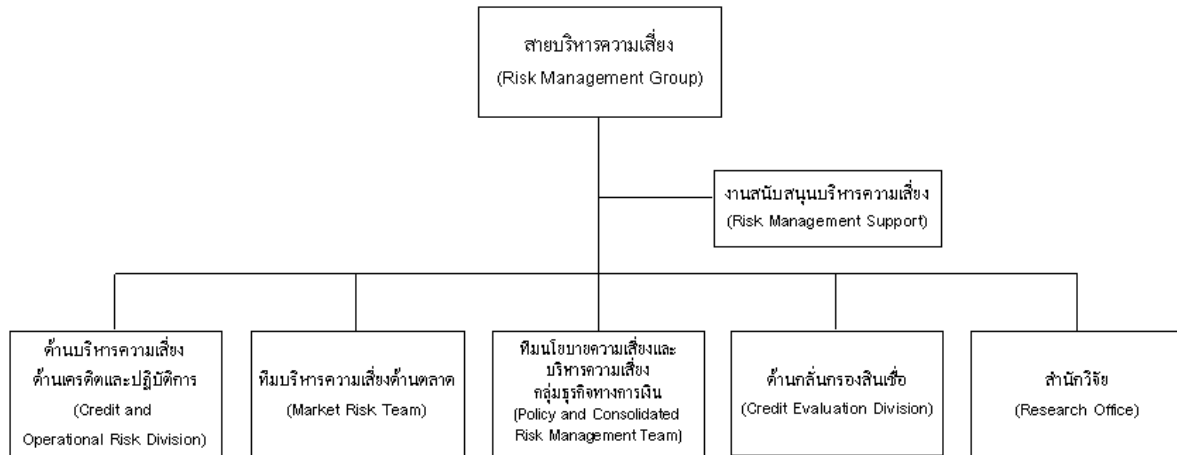 สายบริหารความเสี่ยง
(Risk Management Group)
งานสนับสนุนบริหารความเสี่ยง
(Risk Management Support)
ด้านบริหารความเสี่ยง
ด้านเครดิตและปฏิบัติการ
(Credit and
Operational Risk Division)
ทีมบริหารความเสี่ยงด้านตลาด
(Market Risk Team)
ทีมนโยบายความเสี่ยงและ
บริหารความเสี่ยง
กลุ่มธุรกิจทางการเงิน
(Policy and Consolidated
Risk Management Team)
ด้านกลั่นกรองสินเชื่อ
(Credit Evaluation Division)
สำนักวิจัย
(Research Office)